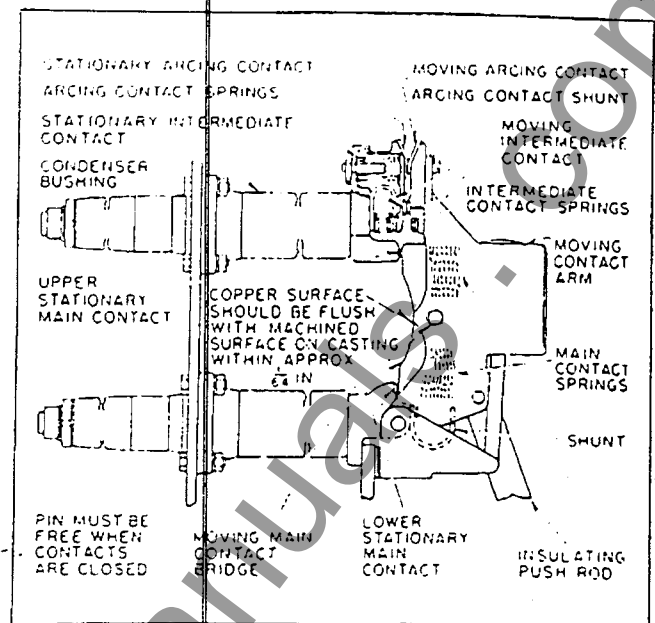 STATIONARY ARCING CONTACT
ARCING CONTACT SPRINGS
STATIONARY INTERMEDIATE
CONTACT
CONDENSER
BUSHING
MOVING ARCING CONTACT
ARCING CONTACT SHUNT
MOVING
INTERMEDIATE
CONTACT
INTERMEDIATE
CONTACT SPRINGS
MOVING
CONTACT
ARM
UPPER
STATIONARY
MAIN CONTACT
COPPER SURFACE
SHOULD BE FLUSH
WITH MACHINED
SURFACE ON CASTING
WITHIN APPROX
1/64 IN
MAIN
CONTACT
SPRINGS
SHUNT
PIN MUST BE
FREE WHEN
CONTACTS
ARE CLOSED
MOVING MAIN
CONTACT
BRIDGE
LOWER
STATIONARY
MAIN
CONTACT
INSULATING
PUSH ROD
anuals.com